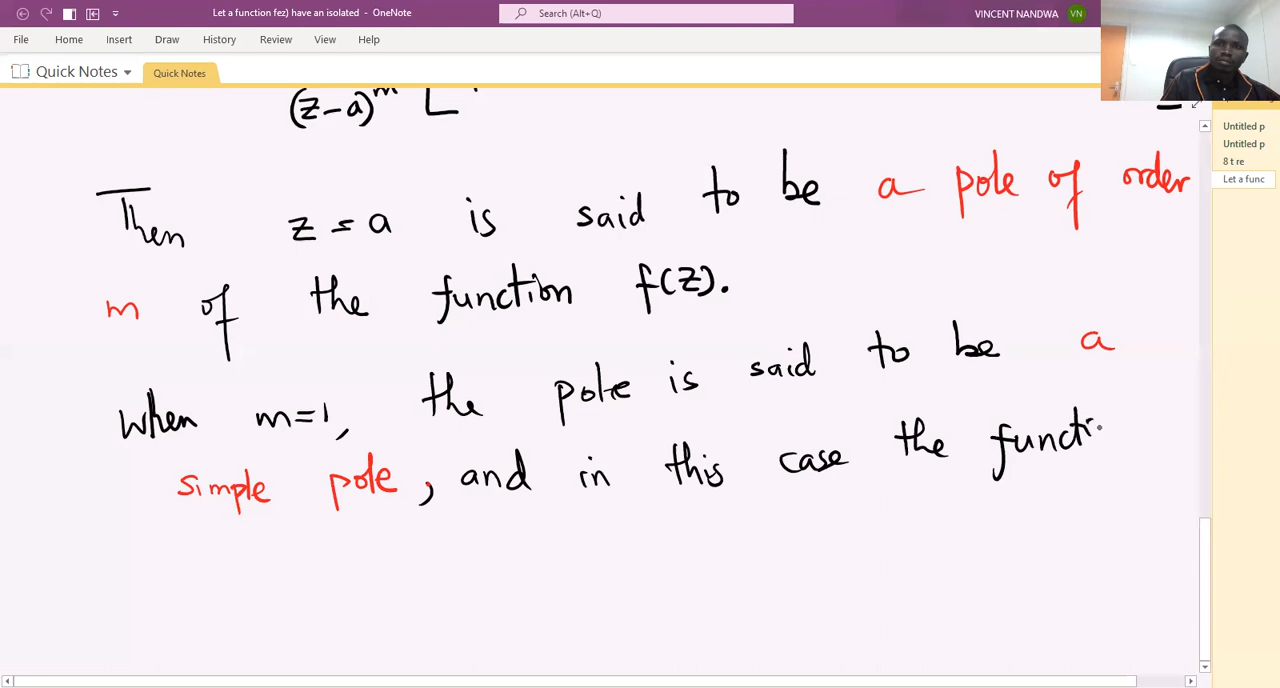 Let a function fez) have an isolated - OneNote
Search (Alt+Q)
VINCENT NANDWA
VN
File Home Insert Draw History Review View Help
Quick Notes
Quick Notes
Untitled p
Untitled p
8 t re
Let a func
(z-a)^m [
Then z = a is said to be a pole of order
m of the function f(z).
when m=1, the pole is said to be a
simple pole, and in this case the functi